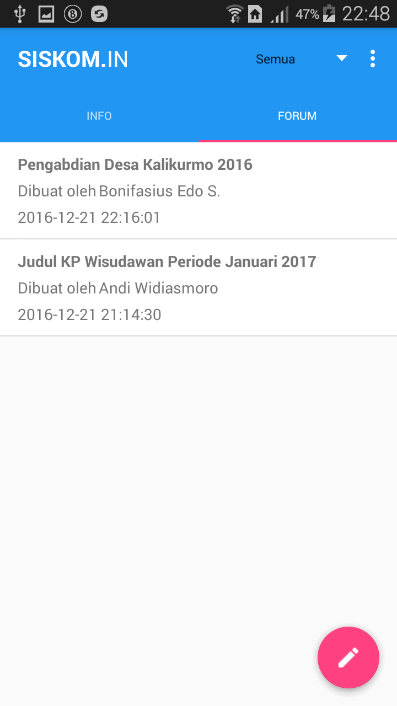 47% 22:48
SISKOM.IN Semua
INFO FORUM
Pengabdian Desa Kalikurmo 2016
Dibuat oleh Bonifasius Edo S.
2016-12-21 22:16:01
Judul KP Wisudawan Periode Januari 2017
Dibuat oleh Andi Widiasmoro
2016-12-21 21:14:30